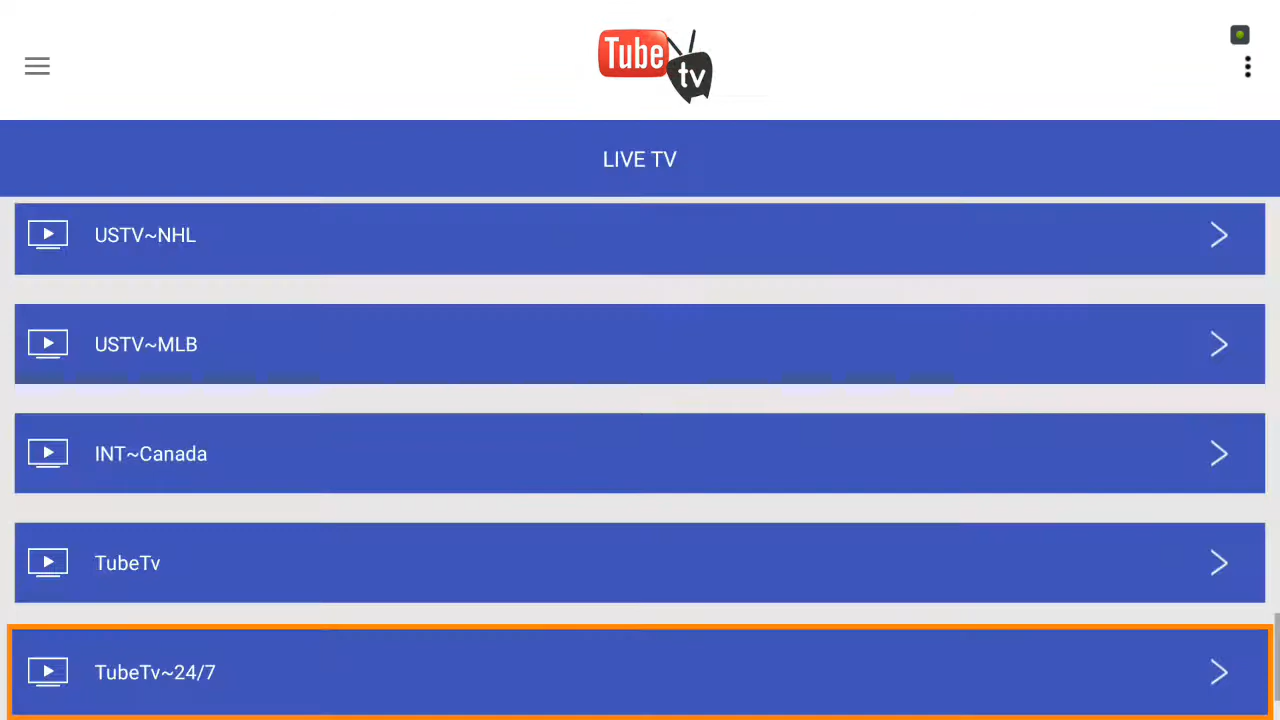 Tube
tv
LIVE TV
USTV~NHL
USTV~MLB
INT~Canada
TubeTv
TubeTv~24/7